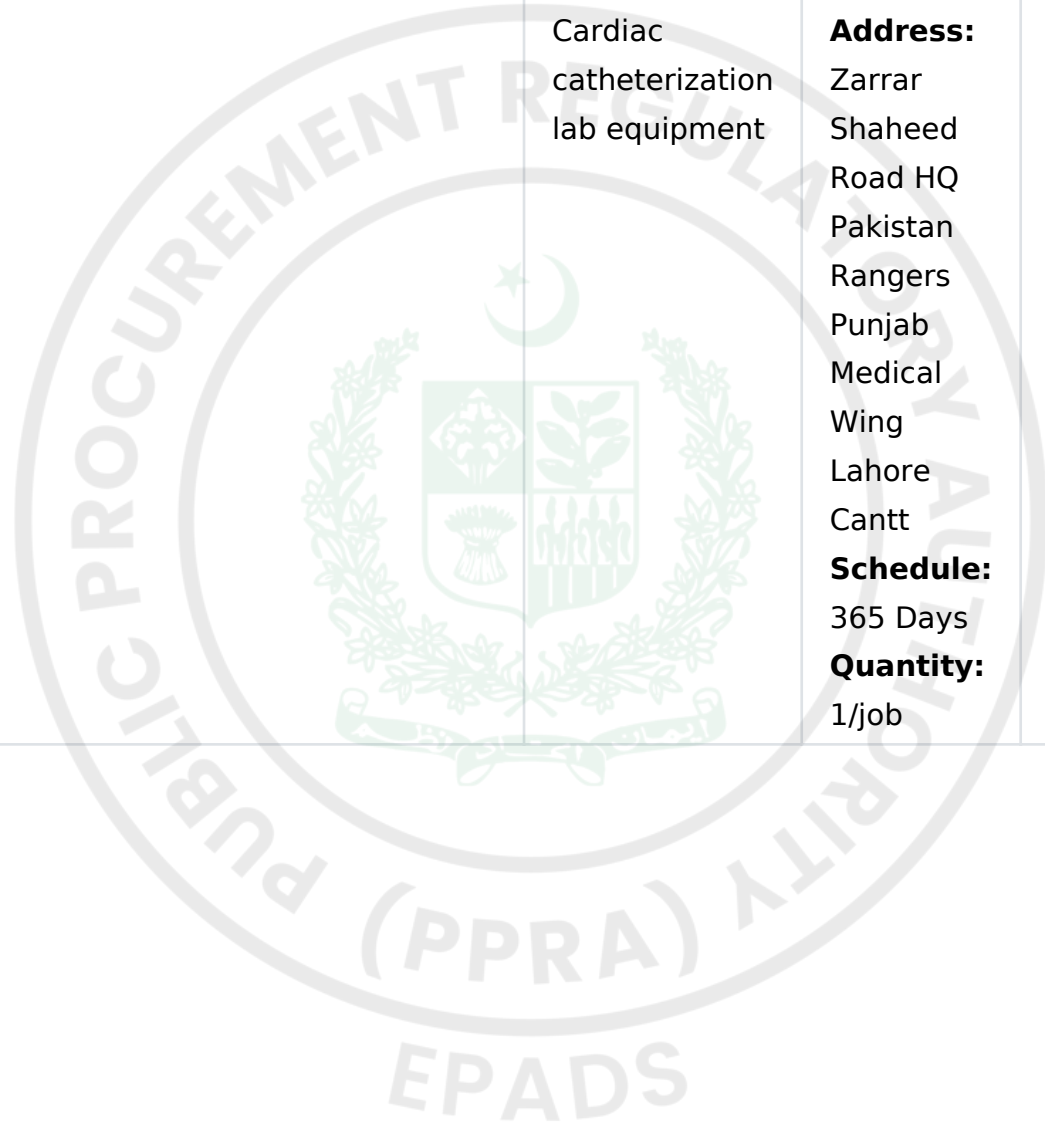 Cardiac
catheterization
lab equipment
Address:
Zarrar
Shaheed
Road HQ
Pakistan
Rangers
Punjab
Medical
Wing
Lahore
Cantt
Schedule:
365 Days
Quantity:
1/job
PUBLIC PROCUREMENT REGULATORY AUTHORITY
(PPRA)
EPADS